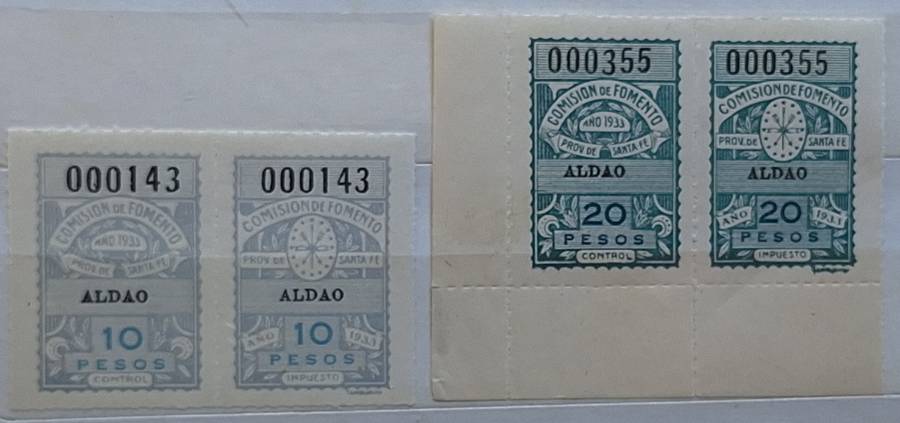 000143
COMISION DE FOMENTO
AÑO 1933
PROV. DE SANTA FE
ALDAO
10
PESOS
CONTROL
000143
COMISION DE FOMENTO
PROV. DE SANTA FE
ALDAO
AÑO 10 1933
PESOS
IMPUESTO
000355
COMISION DE FOMENTO
AÑO 1933
PROV. DE SANTA FE
ALDAO
20
PESOS
CONTROL
000355
COMISION DE FOMENTO
PROV. DE SANTA FE
ALDAO
AÑO 20 1933
PESOS
IMPUESTO